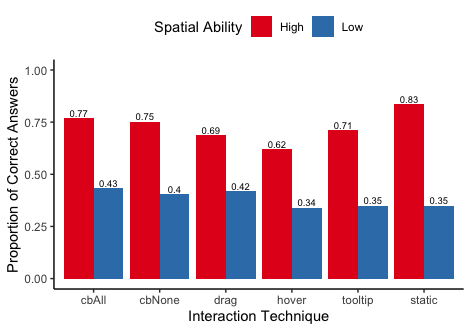 Spatial Ability High Low
Proportion of Correct Answers
1.00
0.75
0.50
0.25
0.00
0.77 0.43 0.75 0.4 0.69 0.42 0.62 0.34 0.71 0.35 0.83 0.35
cbAll cbNone drag hover tooltip static
Interaction Technique